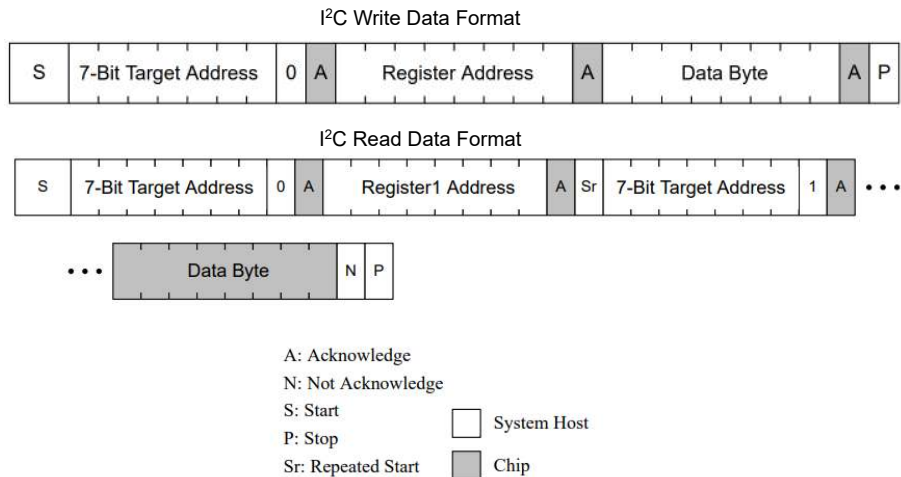 I²C Write Data Format
S 7-Bit Target Address 0 A Register Address A Data Byte A P
I²C Read Data Format
S 7-Bit Target Address 0 A Register1 Address A Sr 7-Bit Target Address 1 A •••
••• Data Byte N P
A: Acknowledge
N: Not Acknowledge
S: Start
System Host
P: Stop
Sr: Repeated Start
Chip